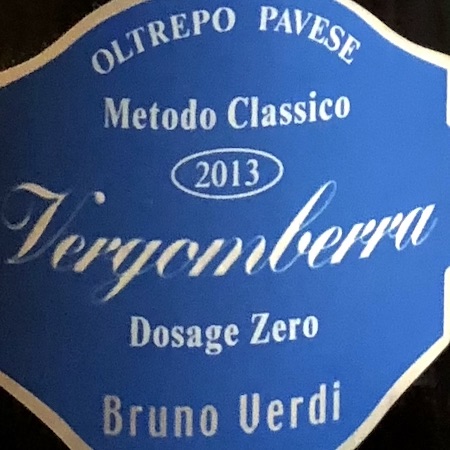 OLTREPO PAVESE
Metodo Classico
2013
Vergomberra
Dosage Zero
Bruno Verdi